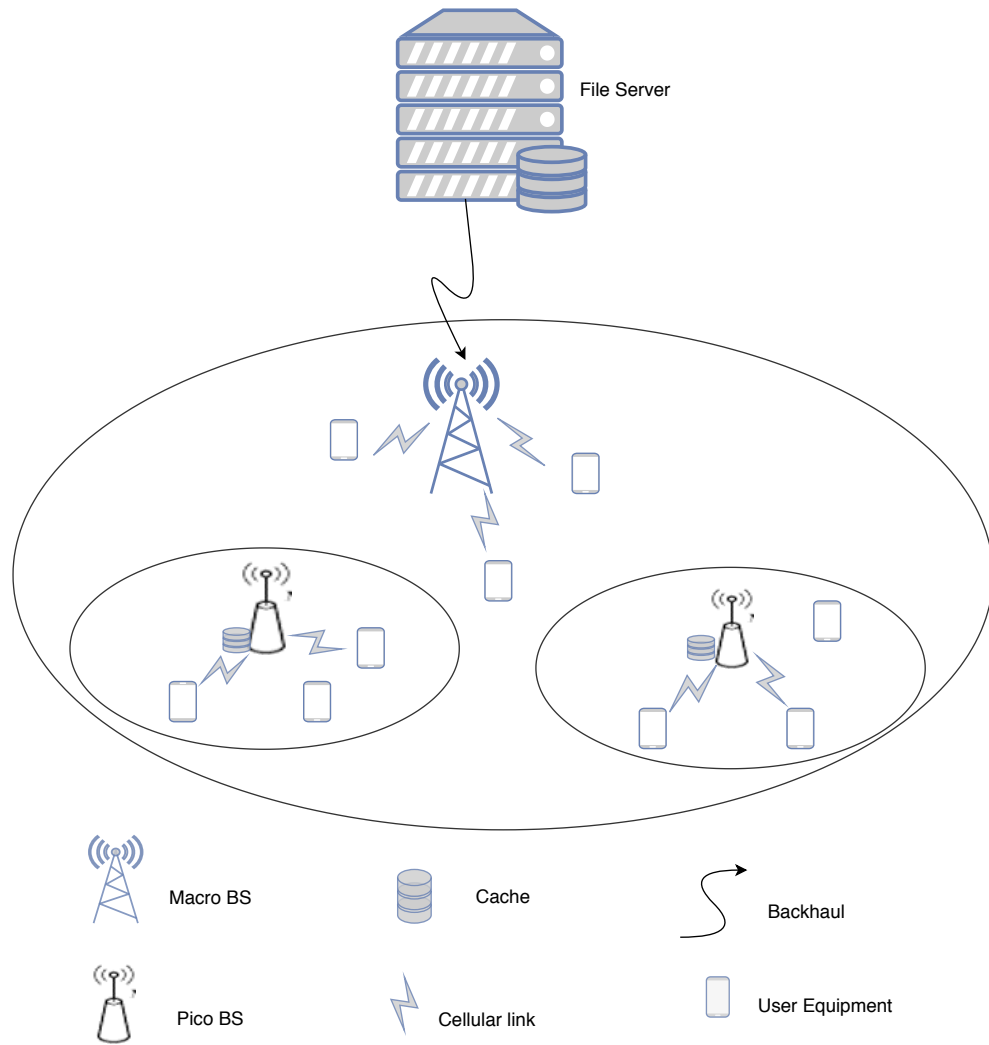 File Server
Macro BS
Cache
Backhaul
Pico BS
Cellular link
User Equipment